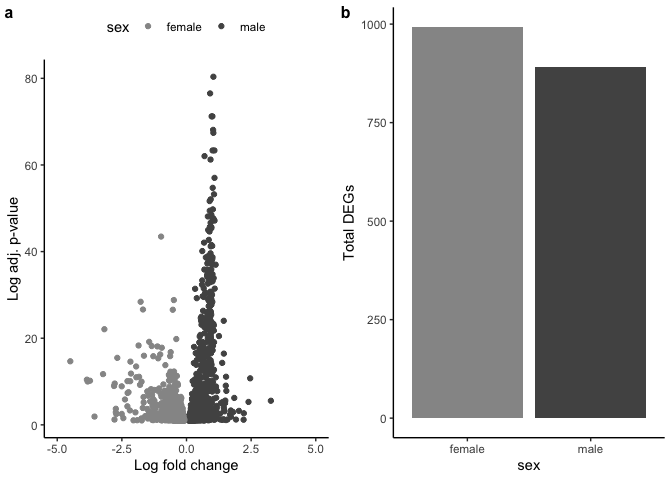 a
sex female male
80
60
40
20
0
Log adj. p-value
-5.0 -2.5 0.0 2.5 5.0
Log fold change
b
1000
750
500
250
0
Total DEGs
female male
sex